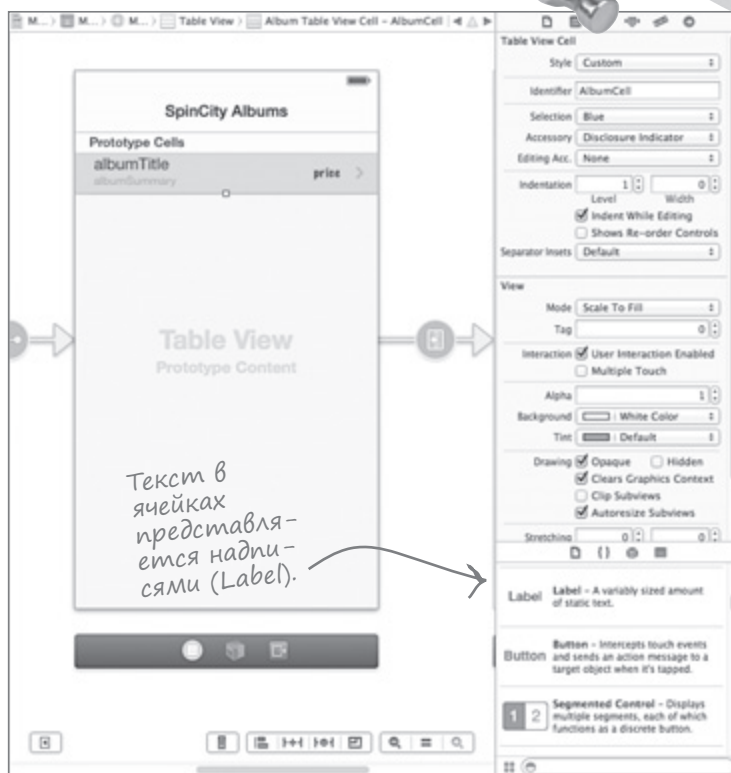 M... › M... › M... › Table View › Album Table View Cell – AlbumCell
SpinCity Albums
Prototype Cells
albumTitle
albumSummary
price
Table View
Prototype Content
Текст в
ячейках
представля-
ется надпи-
сями (Label).
Table View Cell
Style Custom
Identifier AlbumCell
Selection Blue
Accessory Disclosure Indicator
Editing Acc. None
Indentation 1 0
Level Width
Indent While Editing
Shows Re-order Controls
Separator Insets Default
View
Mode Scale To Fill
Tag 0
Interaction User Interaction Enabled
Multiple Touch
Alpha 1
Background White Color
Tint Default
Drawing Opaque Hidden
Clears Graphics Context
Clip Subviews
Autoresize Subviews
Stretching 0 0
Label Label – A variably sized amount
of static text.
Button Button – Intercepts touch events
and sends an action message to a
target object when it's tapped.
1 2 Segmented Control – Displays
multiple segments, each of which
functions as a discrete button.